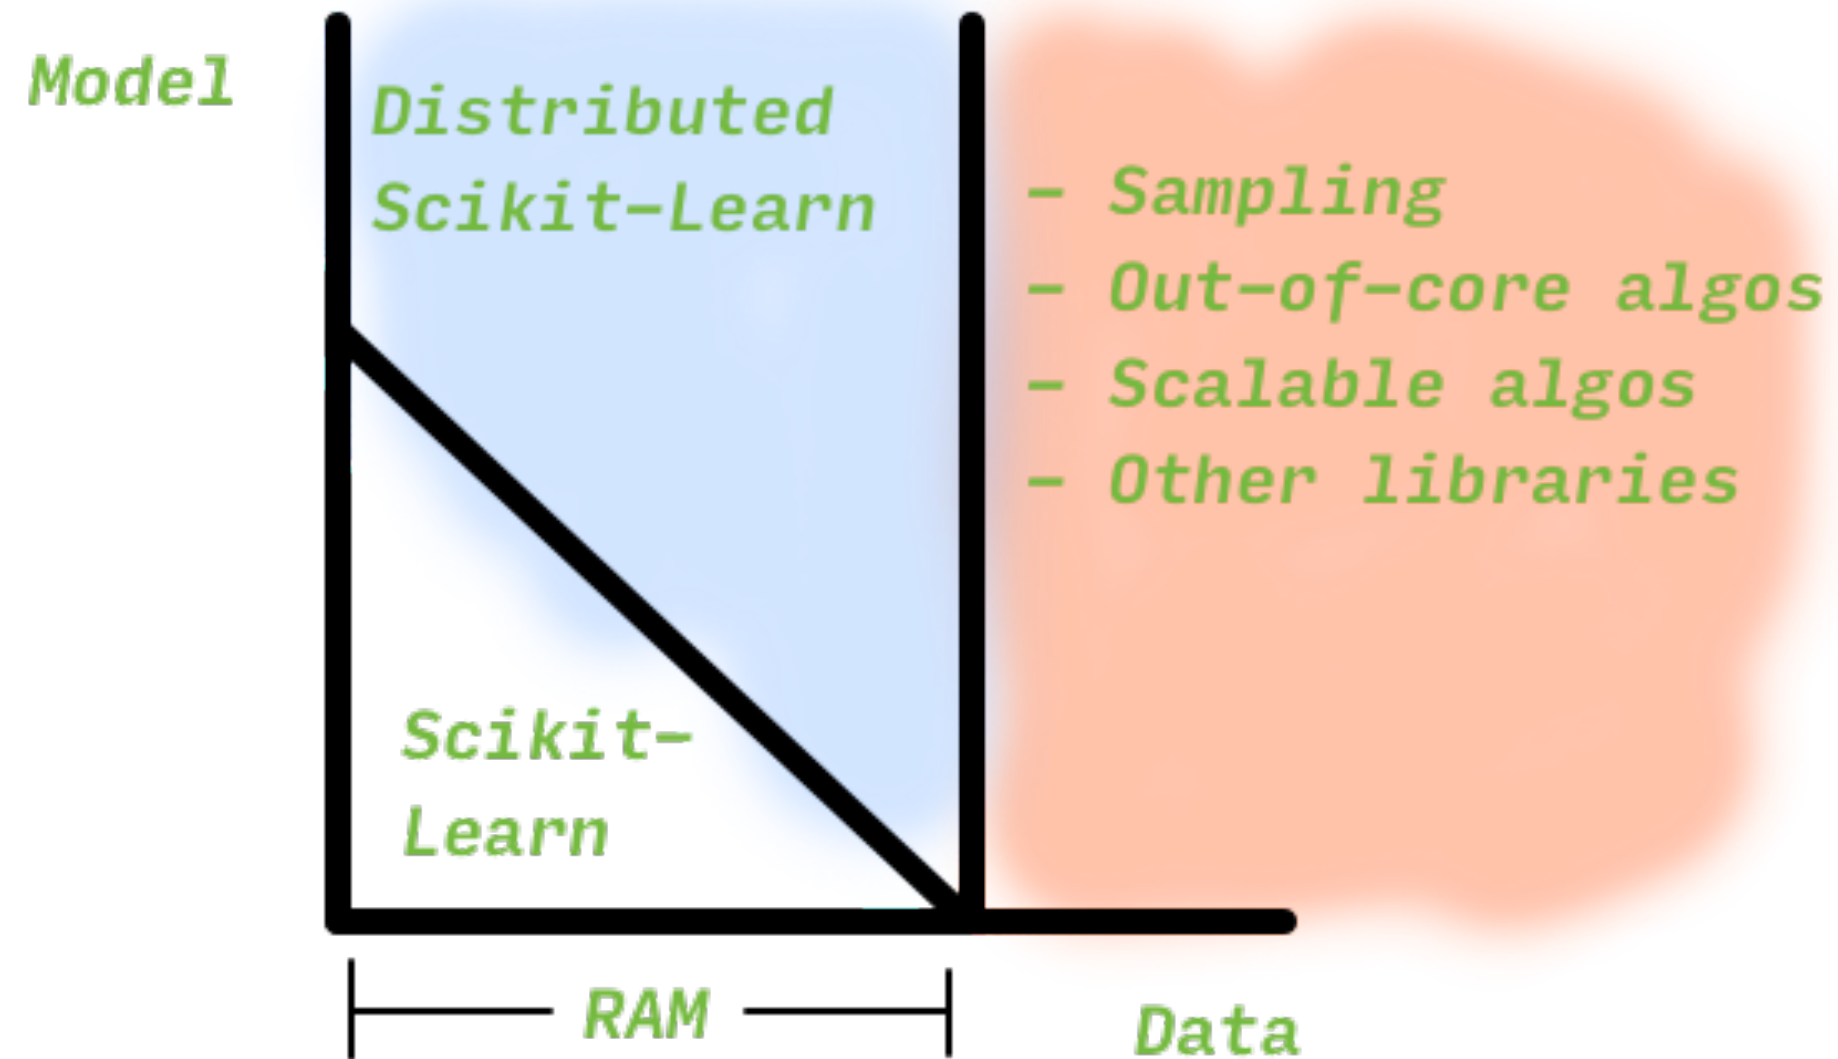 Model
Distributed
Scikit-Learn
- Sampling
- Out-of-core algos
- Scalable algos
- Other libraries
Scikit-
Learn
RAM
Data